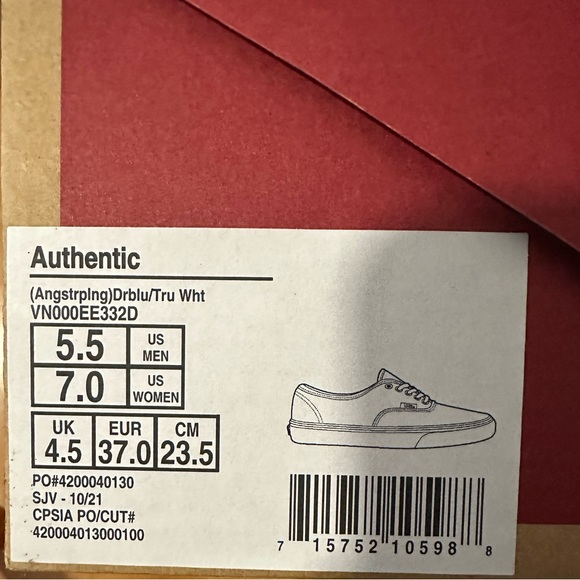 Authentic
(Angstrplng)Drblu/Tru Wht
VN000EE332D
5.5 US MEN
7.0 US WOMEN
UK EUR CM
4.5 37.0 23.5
PO#4200040130
SJV - 10/21
CPSIA PO/CUT#
420004013000100
7 15752 10598 8